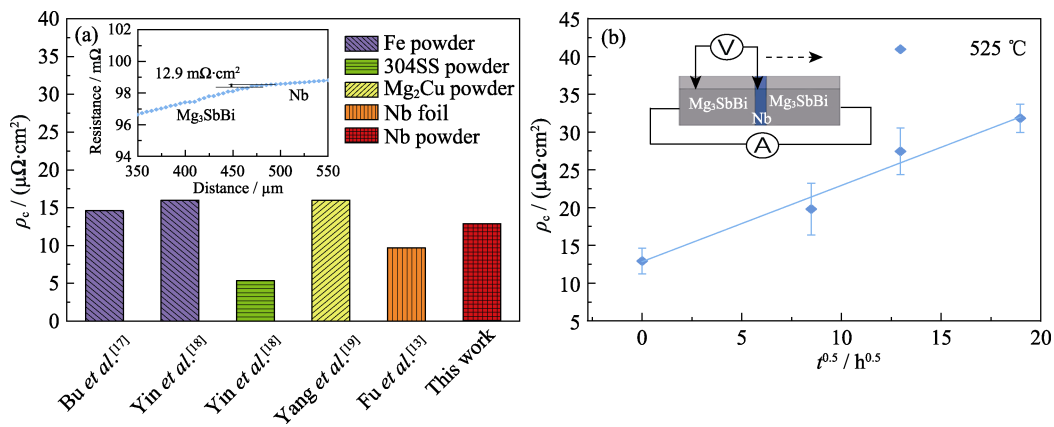 (a)
40
35
30
25
20
15
10
5
0
ρc / (μΩ·cm²)
Fe powder
304SS powder
Mg₂Cu powder
Nb foil
Nb powder
102
100
98
96
94
Resistance / mΩ
12.9 mΩ·cm²
Nb
Mg₃SbBi
350 400 450 500 550
Distance / μm
Bu et al.[17]
Yin et al.[18]
Yin et al.[18]
Yang et al.[19]
Fu et al.[13]
This work
(b)
525 ℃
40
35
30
25
20
15
10
5
ρc / (μΩ·cm²)
V
Mg₃SbBi Mg₃SbBi
Nb
A
0 5 10 15 20
t^0.5 / h^0.5